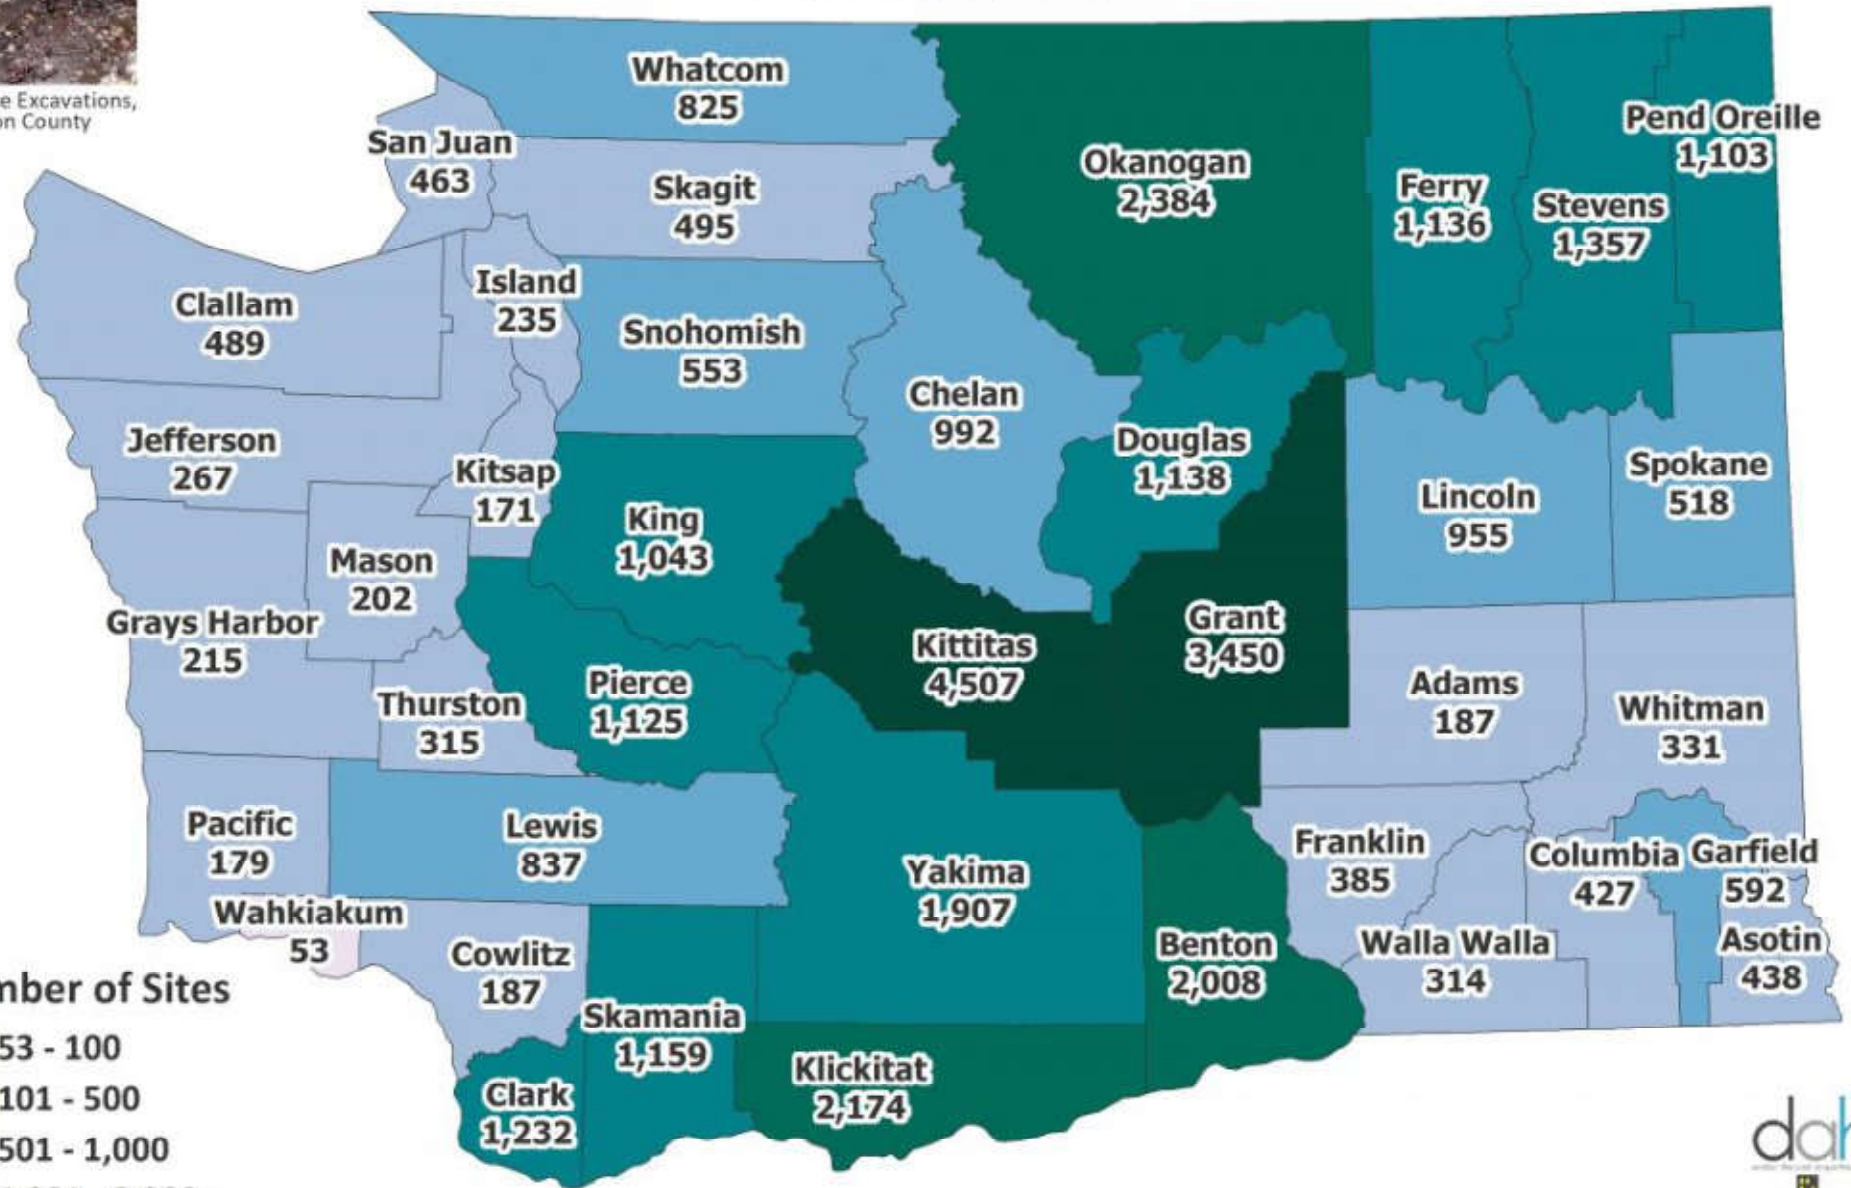 e Excavations,
on County
Whatcom
825
San Juan
463
Skagit
495
Okanogan
2,384
Ferry
1,136
Stevens
1,357
Pend Oreille
1,103
Clallam
489
Island
235
Snohomish
553
Chelan
992
Douglas
1,138
Jefferson
267
Kitsap
171
King
1,043
Lincoln
955
Spokane
518
Mason
202
Grays Harbor
215
Kittitas
4,507
Grant
3,450
Thurston
315
Pierce
1,125
Adams
187
Whitman
331
Pacific
179
Lewis
837
Yakima
1,907
Franklin
385
Columbia
427
Garfield
592
Wahkiakum
53
Cowlitz
187
Benton
2,008
Walla Walla
314
Asotin
438
Skamania
1,159
Clark
1,232
Klickitat
2,174
mber of Sites
53 - 100
101 - 500
501 - 1,000
dah